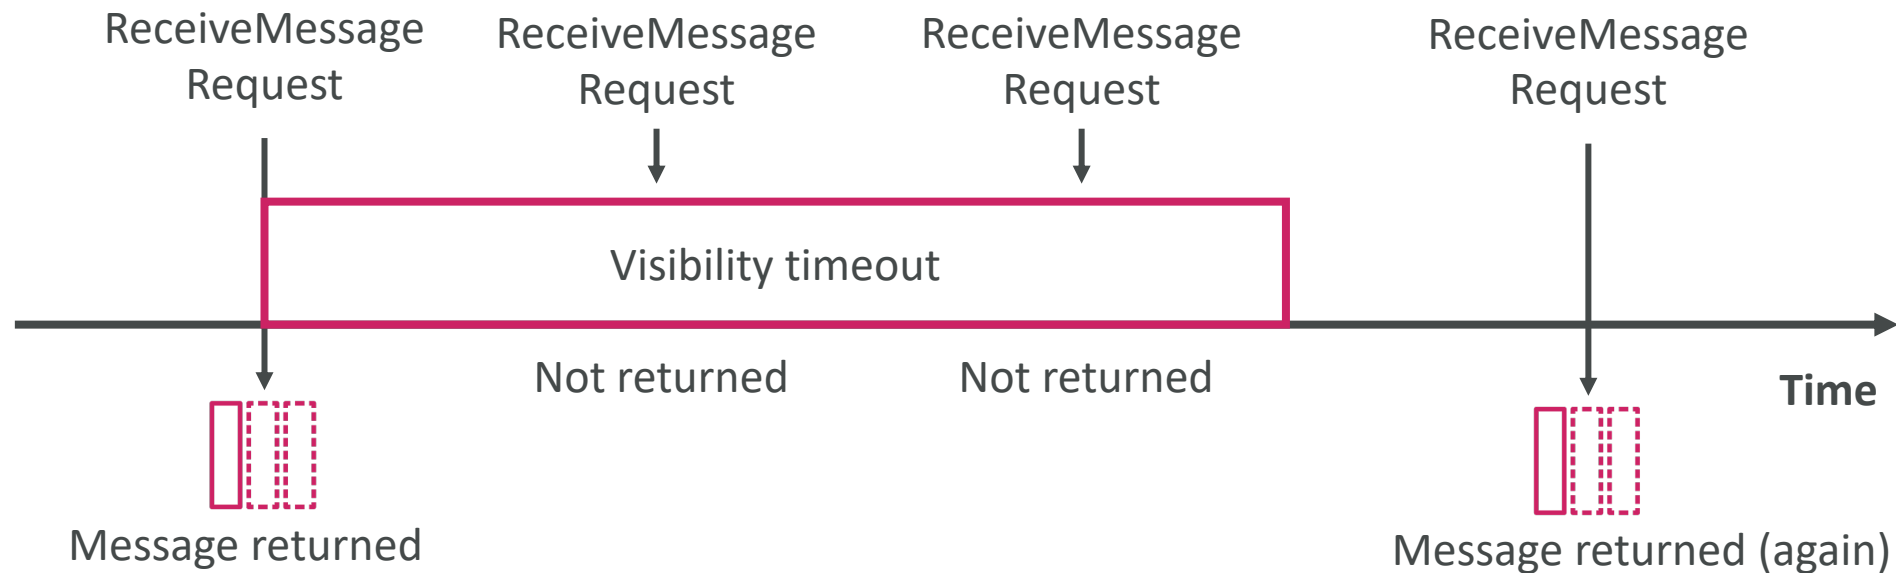 ReceiveMessage
Request
ReceiveMessage
Request
ReceiveMessage
Request
ReceiveMessage
Request
Visibility timeout
Not returned
Not returned
Time
Message returned
Message returned (again)